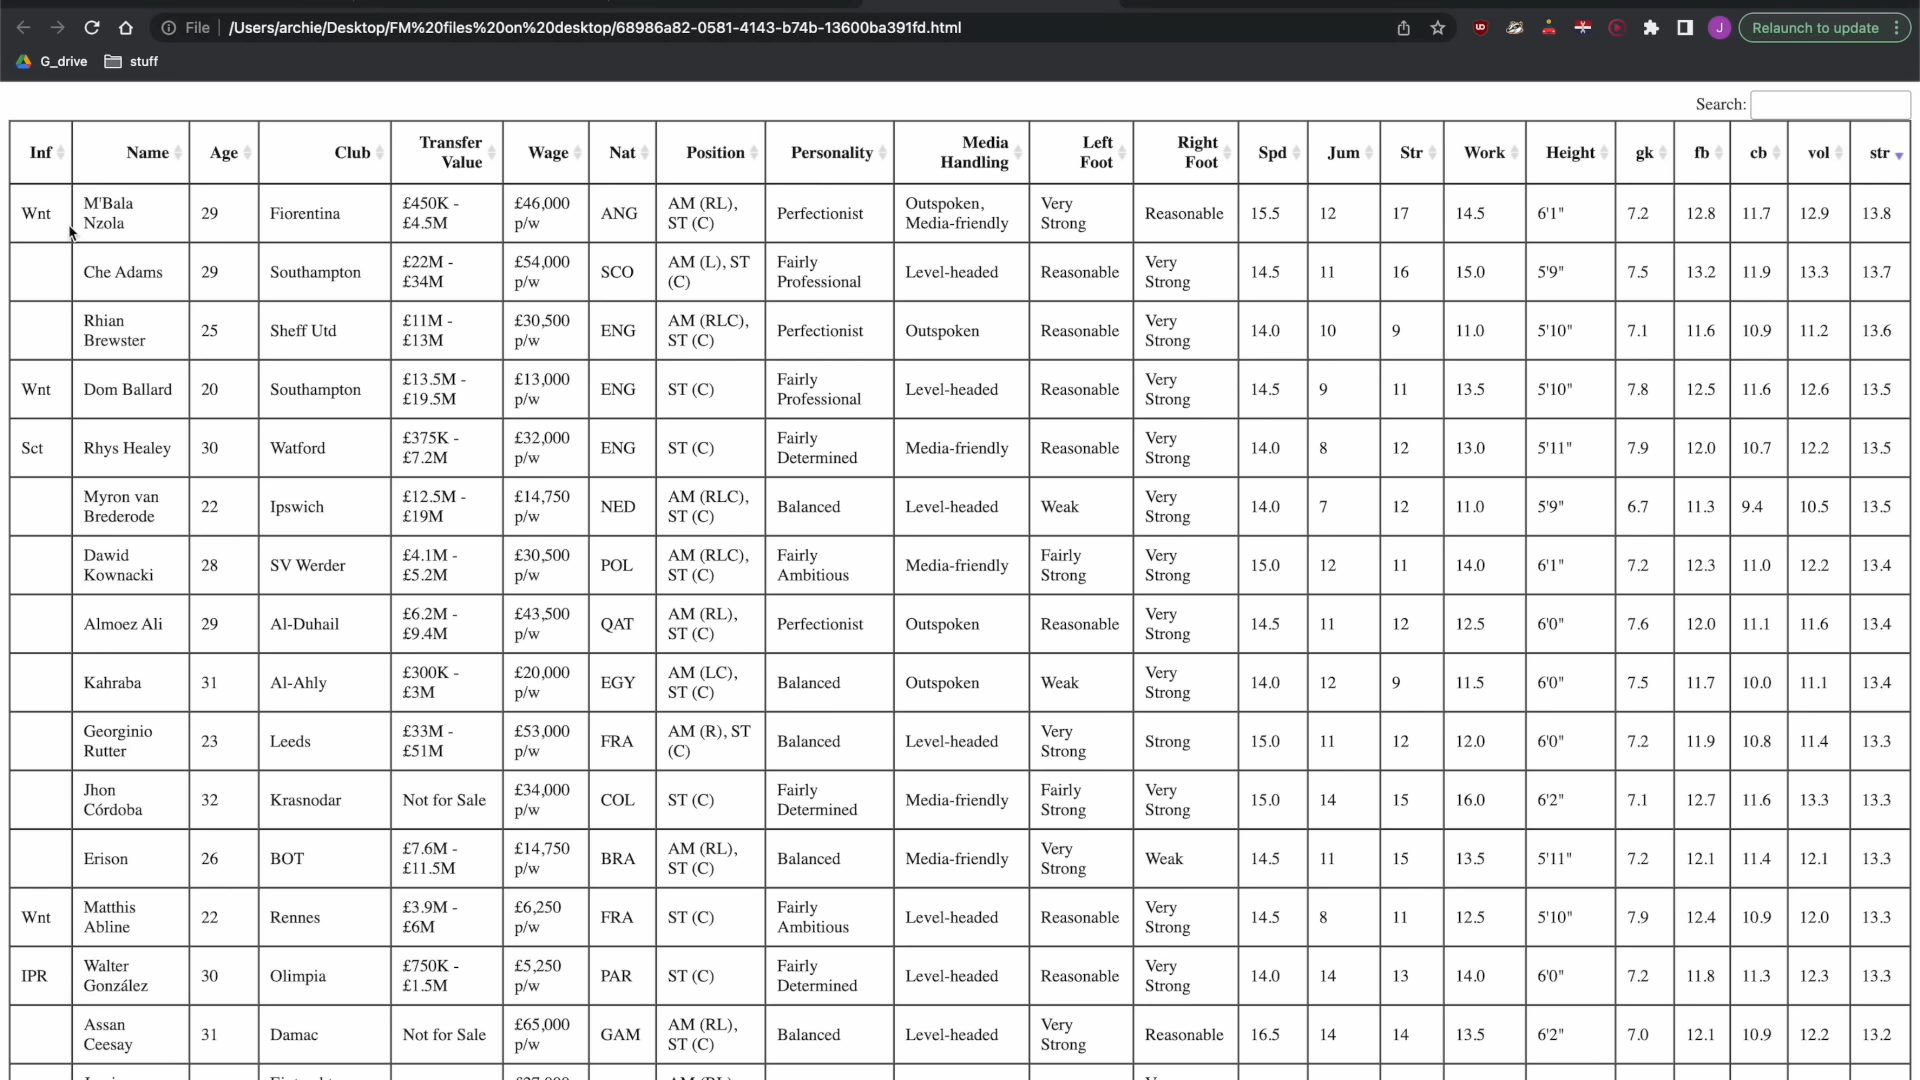 File
/Users/archie/Desktop/FM%20files%20on%20desktop/68986a82-0581-4143-b74b-13600ba391fd.html
J
Relaunch to update
G_drive
stuff
Search:
Inf Name Age Club Transfer Value Wage Nat Position Personality Media Handling Left Foot Right Foot Spd Jum Str Work Height gk fb cb vol str
Wnt M'Bala Nzola 29 Fiorentina £450K - £4.5M £46,000 p/w ANG AM (RL), ST (C) Perfectionist Outspoken, Media-friendly Very Strong Reasonable 15.5 12 17 14.5 6'1" 7.2 12.8 11.7 12.9 13.8
Che Adams 29 Southampton £22M - £34M £54,000 p/w SCO AM (L), ST (C) Fairly Professional Level-headed Reasonable Very Strong 14.5 11 16 15.0 5'9" 7.5 13.2 11.9 13.3 13.7
Rhian Brewster 25 Sheff Utd £11M - £13M £30,500 p/w ENG AM (RLC), ST (C) Perfectionist Outspoken Reasonable Very Strong 14.0 10 9 11.0 5'10" 7.1 11.6 10.9 11.2 13.6
Wnt Dom Ballard 20 Southampton £13.5M - £19.5M £13,000 p/w ENG ST (C) Fairly Professional Level-headed Reasonable Very Strong 14.5 9 11 13.5 5'10" 7.8 12.5 11.6 12.6 13.5
Sct Rhys Healey 30 Watford £375K - £7.2M £32,000 p/w ENG ST (C) Fairly Determined Media-friendly Reasonable Very Strong 14.0 8 12 13.0 5'11" 7.9 12.0 10.7 12.2 13.5
Myron van Brederode 22 Ipswich £12.5M - £19M £14,750 p/w NED AM (RLC), ST (C) Balanced Level-headed Weak Very Strong 14.0 7 12 11.0 5'9" 6.7 11.3 9.4 10.5 13.5
Dawid Kownacki 28 SV Werder £4.1M - £5.2M £30,500 p/w POL AM (RLC), ST (C) Fairly Ambitious Media-friendly Fairly Strong Very Strong 15.0 12 11 14.0 6'1" 7.2 12.3 11.0 12.2 13.4
Almoez Ali 29 Al-Duhail £6.2M - £9.4M £43,500 p/w QAT AM (RL), ST (C) Perfectionist Outspoken Reasonable Very Strong 14.5 11 12 12.5 6'0" 7.6 12.0 11.1 11.6 13.4
Kahraba 31 Al-Ahly £300K - £3M £20,000 p/w EGY AM (LC), ST (C) Balanced Outspoken Weak Very Strong 14.0 12 9 11.5 6'0" 7.5 11.7 10.0 11.1 13.4
Georginio Rutter 23 Leeds £33M - £51M £53,000 p/w FRA AM (R), ST (C) Balanced Level-headed Very Strong Strong 15.0 11 12 12.0 6'0" 7.2 11.9 10.8 11.4 13.3
Jhon Córdoba 32 Krasnodar Not for Sale £34,000 p/w COL ST (C) Fairly Determined Media-friendly Fairly Strong Very Strong 15.0 14 15 16.0 6'2" 7.1 12.7 11.6 13.3 13.3
Erison 26 BOT £7.6M - £11.5M £14,750 p/w BRA AM (RL), ST (C) Balanced Media-friendly Very Strong Weak 14.5 11 15 13.5 5'11" 7.2 12.1 11.4 12.1 13.3
Wnt Matthis Abline 22 Rennes £3.9M - £6M £6,250 p/w FRA ST (C) Fairly Ambitious Level-headed Reasonable Very Strong 14.5 8 11 12.5 5'10" 7.9 12.4 10.9 12.0 13.3
IPR Walter González 30 Olimpia £750K - £1.5M £5,250 p/w PAR ST (C) Fairly Determined Level-headed Reasonable Very Strong 14.0 14 13 14.0 6'0" 7.2 11.8 11.3 12.3 13.3
Assan Ceesay 31 Damac Not for Sale £65,000 p/w GAM AM (RL), ST (C) Balanced Level-headed Very Strong Reasonable 16.5 14 14 13.5 6'2" 7.0 12.1 10.9 12.2 13.2